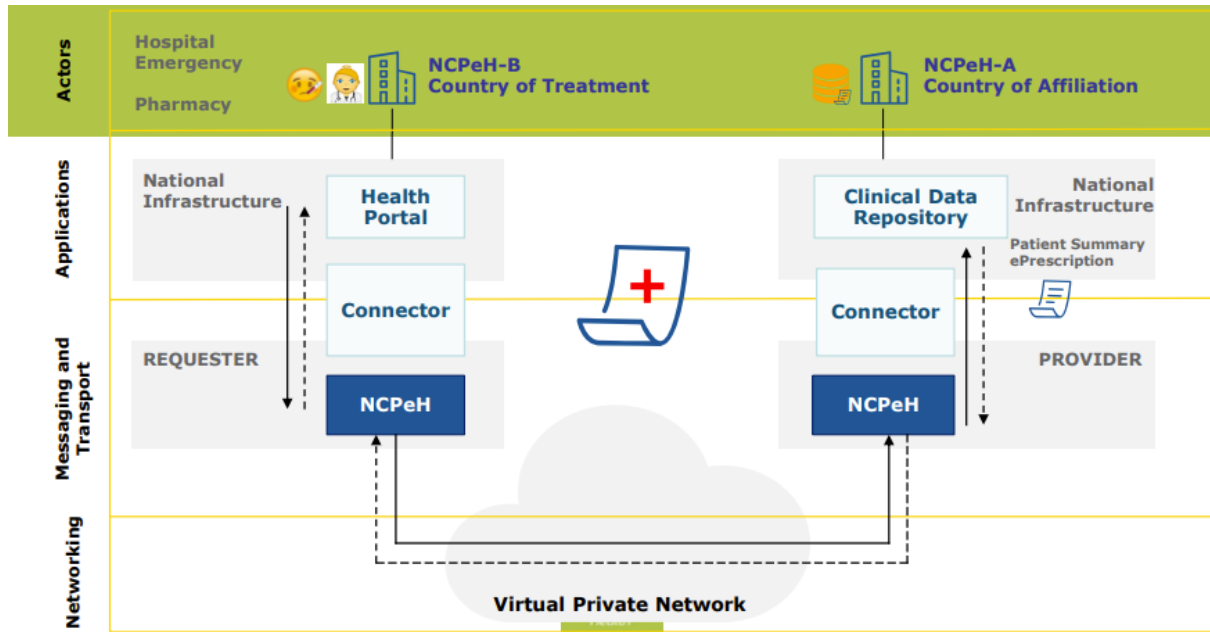 Actors
Hospital
Emergency
Pharmacy
NCPeH-B
Country of Treatment
NCPeH-A
Country of Affiliation
Applications
National
Infrastructure
Health
Portal
Clinical Data
Repository
National
Infrastructure
Patient Summary
ePrescription
Connector
Connector
Messaging and
Transport
REQUESTER
PROVIDER
NCPeH
NCPeH
Networking
Virtual Private Network